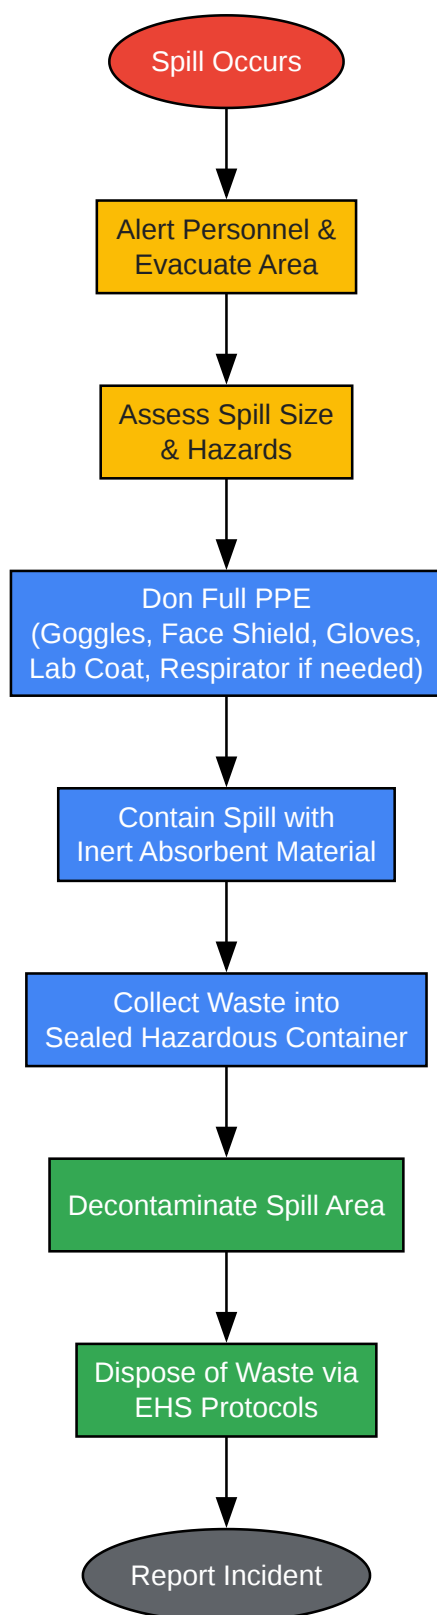 Spill Occurs
Alert Personnel &
Evacuate Area
Assess Spill Size
& Hazards
Don Full PPE
(Goggles, Face Shield, Gloves,
Lab Coat, Respirator if needed)
Contain Spill with
Inert Absorbent Material
Collect Waste into
Sealed Hazardous Container
Decontaminate Spill Area
Dispose of Waste via
EHS Protocols
Report Incident